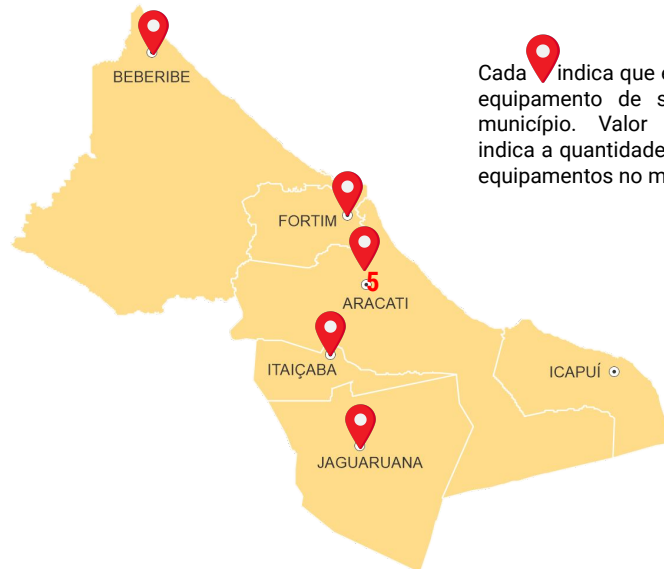 BEBERIBE
Cada indica que
equipamento de
município. Valor
indica a quantidade
equipamentos no
FORTIM
5
ARACATI
ITAIÇABA
ICAPUÍ
JAGUARUANA